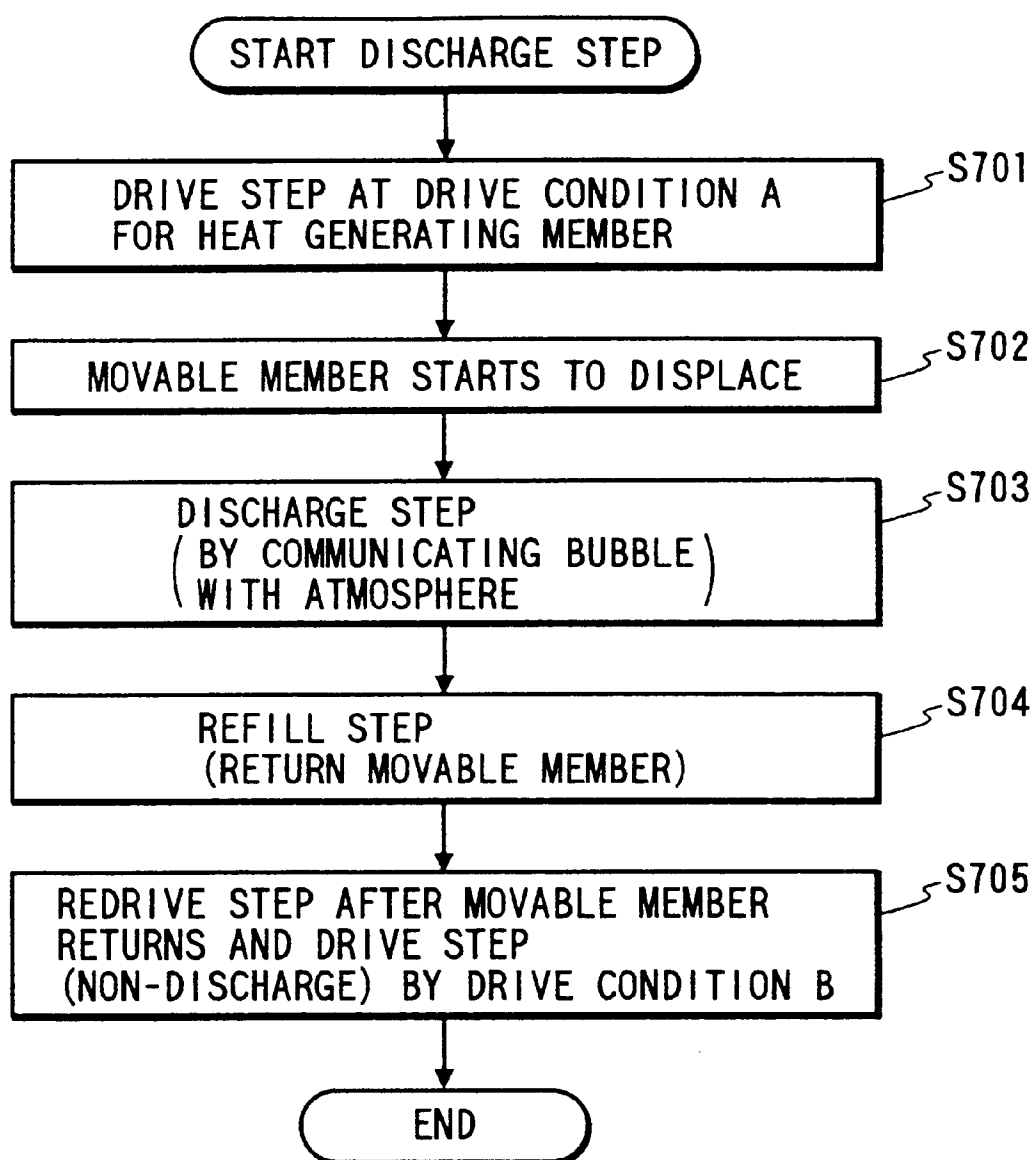 START DISCHARGE STEP
DRIVE STEP AT DRIVE CONDITION A
FOR HEAT GENERATING MEMBER
S701
MOVABLE MEMBER STARTS TO DISPLACE
S702
DISCHARGE STEP
(BY COMMUNICATING BUBBLE
WITH ATMOSPHERE)
S703
REFILL STEP
(RETURN MOVABLE MEMBER)
S704
REDRIVE STEP AFTER MOVABLE MEMBER
RETURNS AND DRIVE STEP
(NON-DISCHARGE) BY DRIVE CONDITION B
S705
END